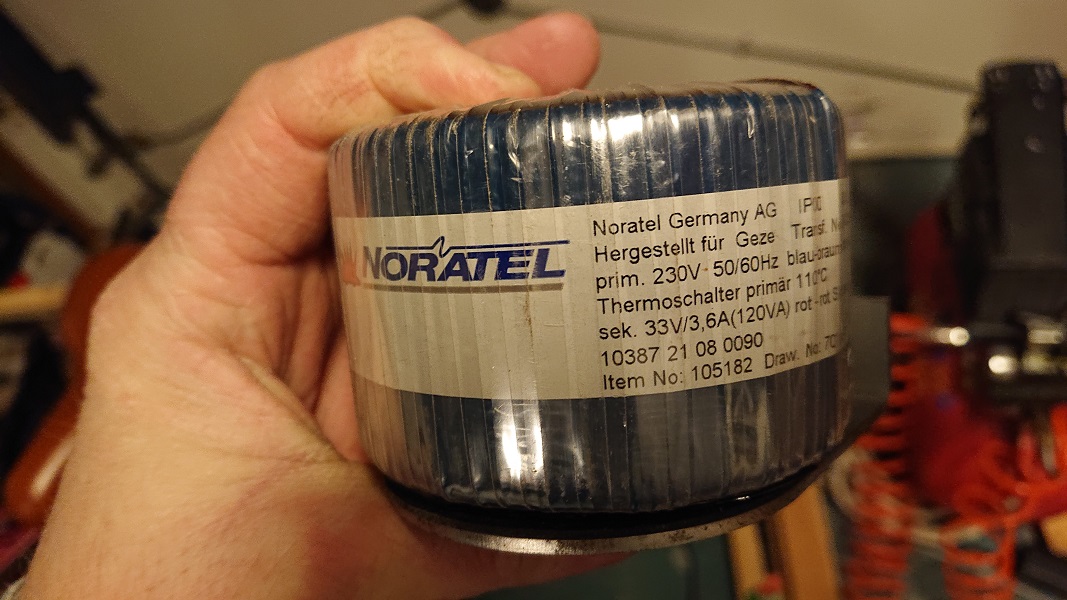 NORATEL
Noratel Germany AG
Hergestellt für Geze Transf.
prim. 230V 50/60Hz blau-braun
Thermoschalter primär 110°C
sek. 33V/3,6A(120VA) rot-rot
10387 21 08 0090
Item No: 105182 Draw. No: